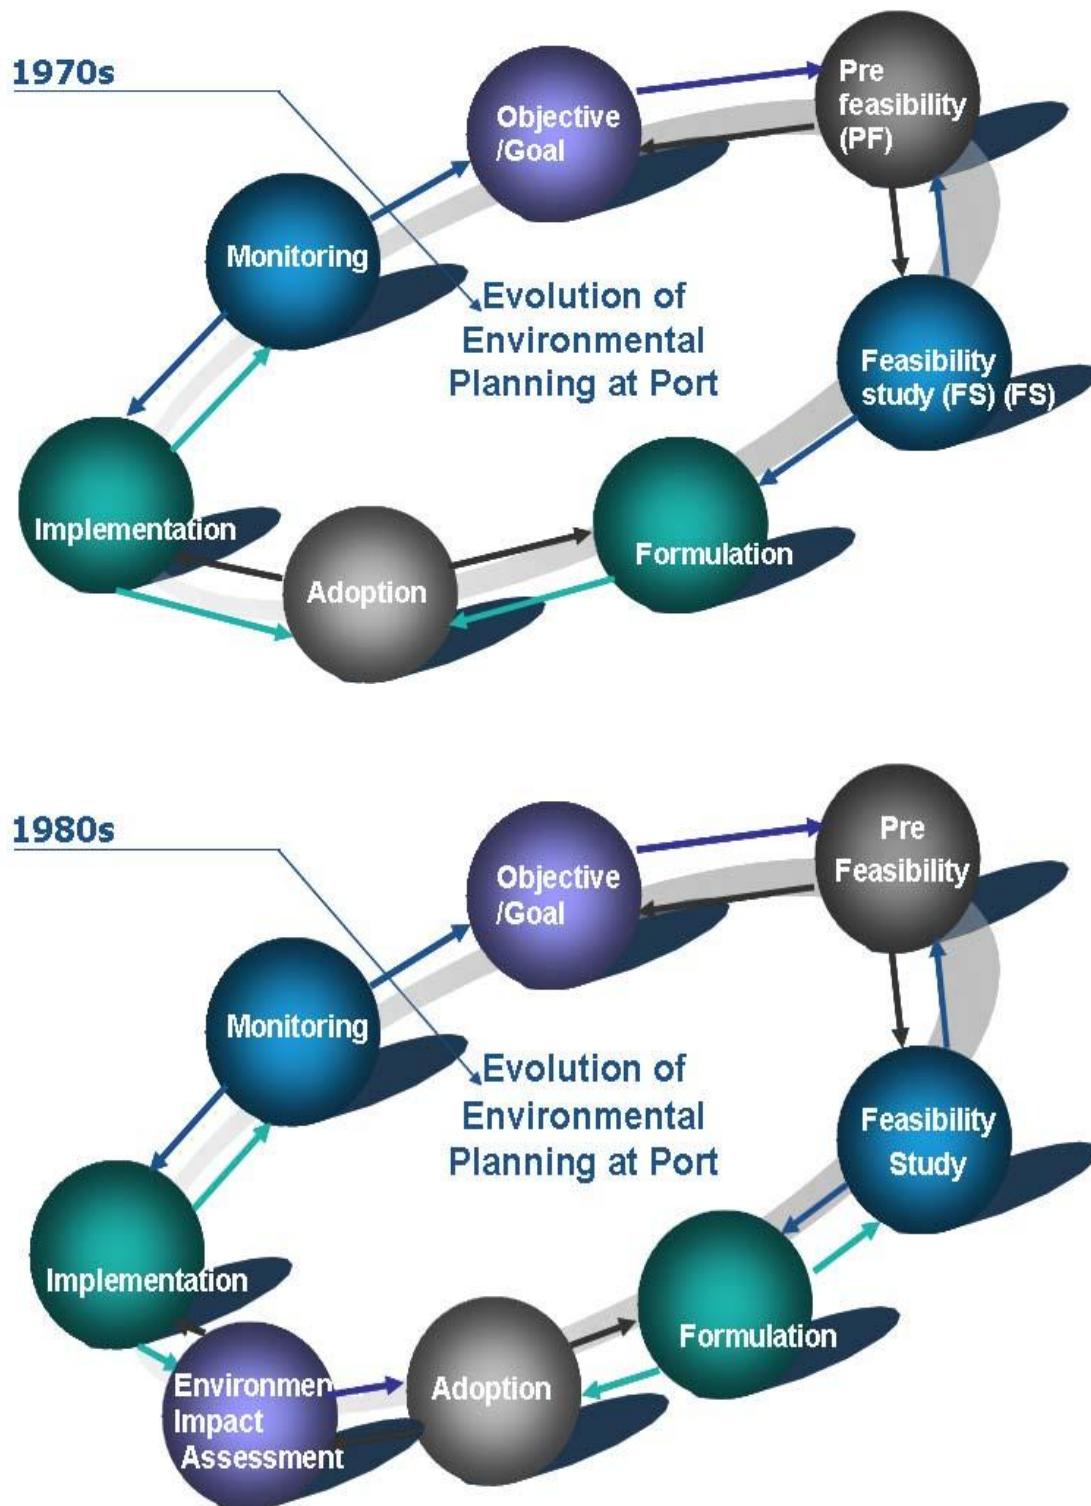 1970s
Objective
/Goal
Pre
feasibility
(PF)
Monitoring
Evolution of
Environmental
Planning at Port
Feasibility
study (FS) (FS)
Implementation
Adoption
Formulation
1980s
Objective
/Goal
Pre
Feasibility
Monitoring
Evolution of
Environmental
Planning at Port
Feasibility
Study
Implementation
Formulation
Environmen
Impact
Assessment
Adoption